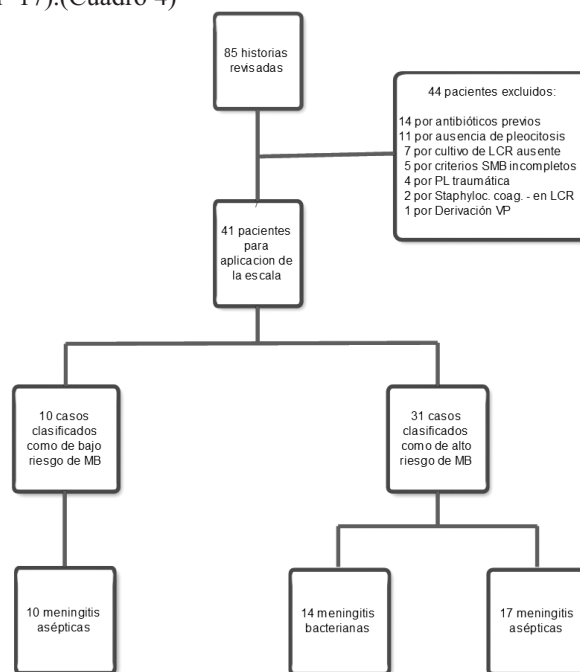 17).(Cuadro 4)
85 historias
revisadas
44 pacientes excluidos:
14 por antibióticos previos
11 por ausencia de pleocitosis
7 por cultivo de LCR ausente
5 por criterios SMB incompletos
4 por PL traumática
2 por Staphyloc. coag. - en LCR
1 por Derivación VP
41 pacientes
para
aplicacion de
la escala
10 casos
clasificados
como de bajo
riesgo de MB
31 casos
clasificados
como de alto
riesgo de MB
10 meningitis
asépticas
14 meningitis
bacterianas
17 meningitis
asépticas